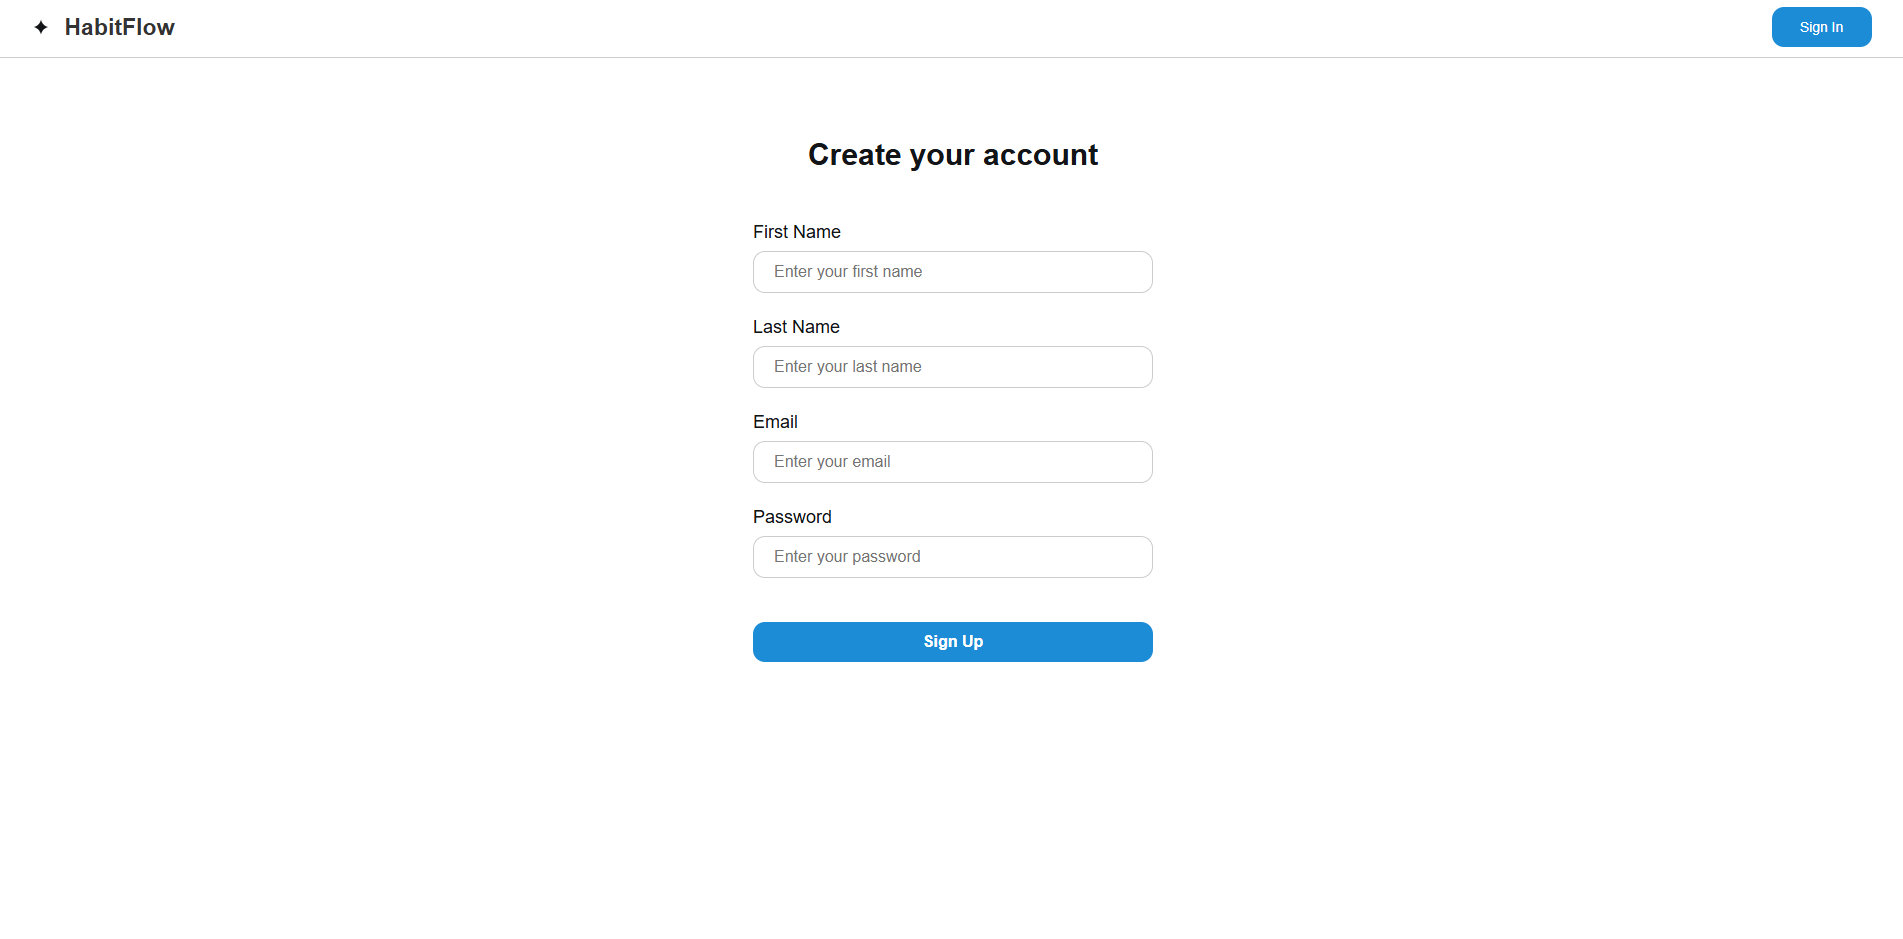 ✦ HabitFlow
Sign In
Create your account
First Name
Enter your first name
Last Name
Enter your last name
Email
Enter your email
Password
Enter your password
Sign Up